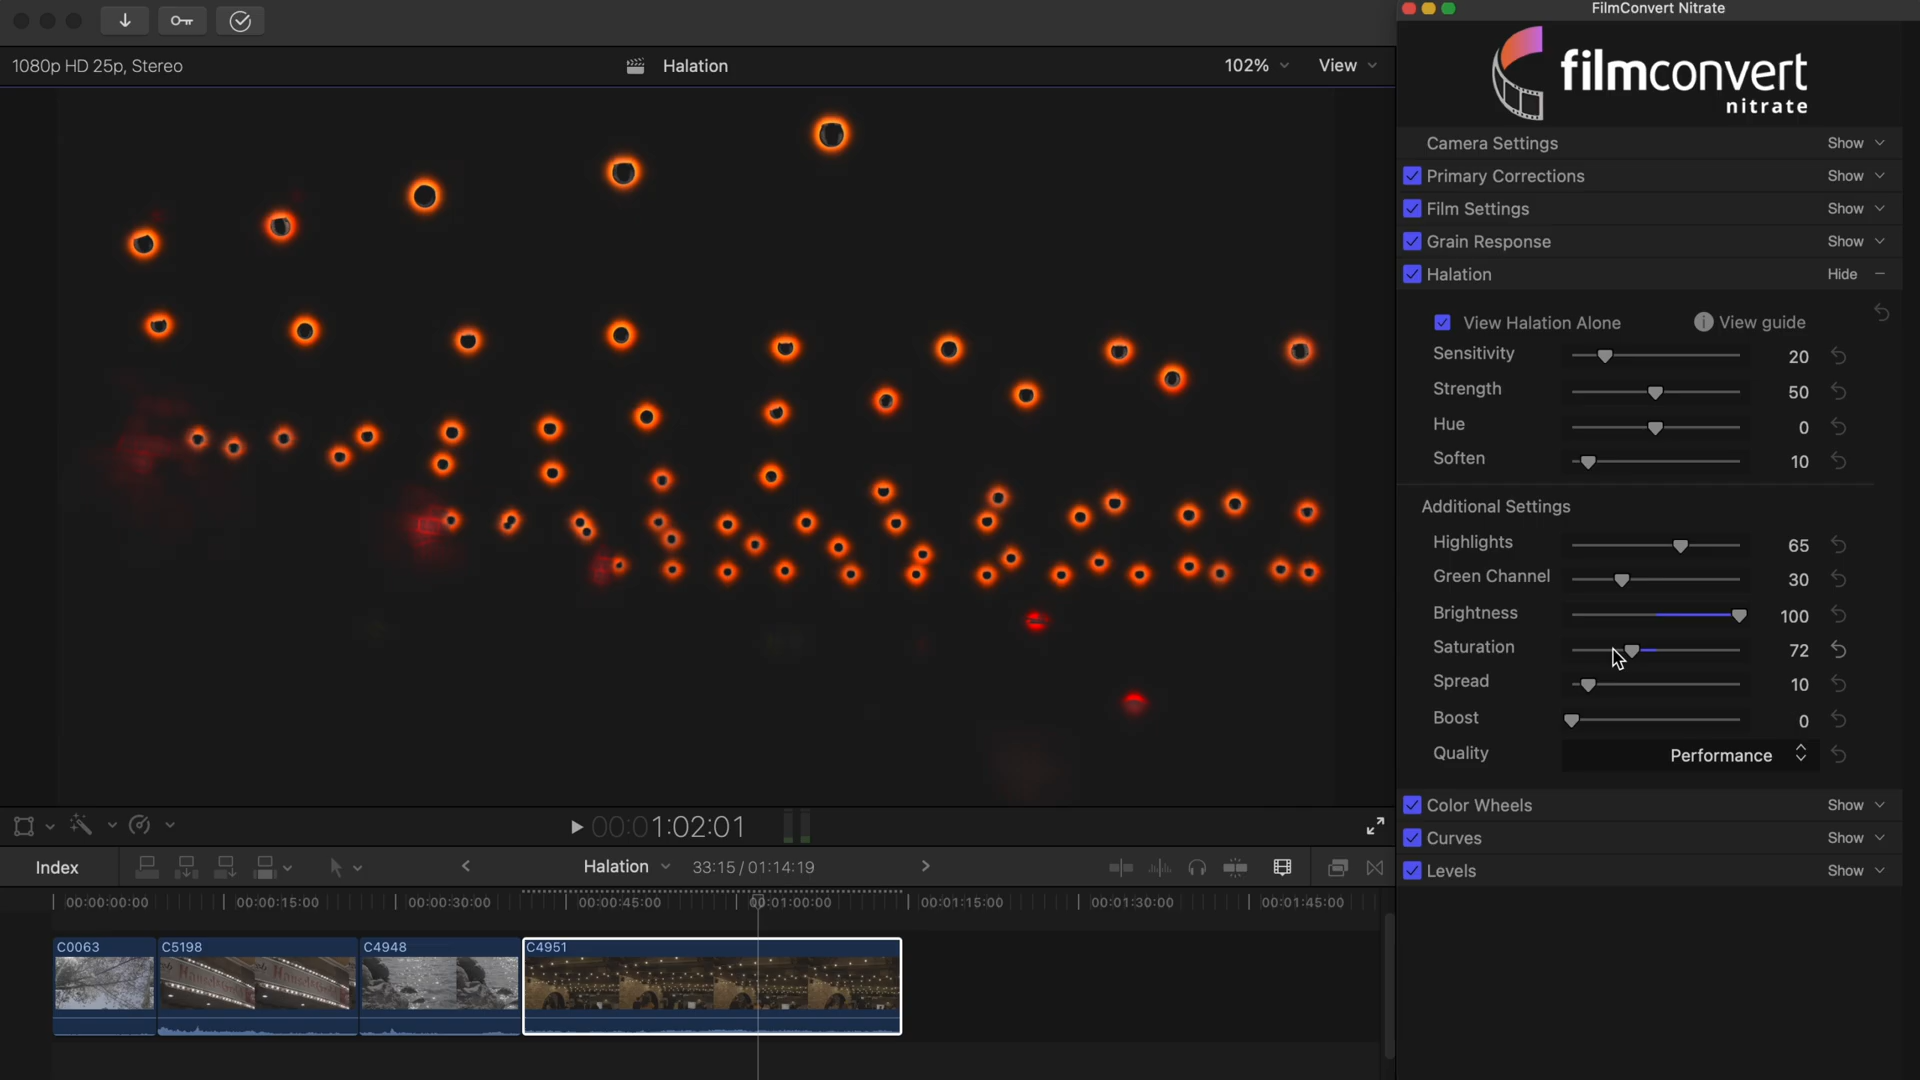 FilmConvert Nitrate
1080p HD 25p, Stereo
Halation
102%
View
filmconvert
nitrate
Camera Settings Show
Primary Corrections Show
Film Settings Show
Grain Response Show
Halation Hide
View Halation Alone View guide
Sensitivity 20
Strength 50
Hue 0
Soften 10
Additional Settings
Highlights 65
Green Channel 30
Brightness 100
Saturation 72
Spread 10
Boost 0
Quality Performance
Color Wheels Show
Curves Show
Levels Show
00:01:02:01
Index
Halation
33:15 / 01:14:19
00:00:00:00
00:00:15:00
00:00:30:00
00:00:45:00
00:01:00:00
00:01:15:00
00:01:30:00
00:01:45:00
C0063
C5198
C4948
C4951